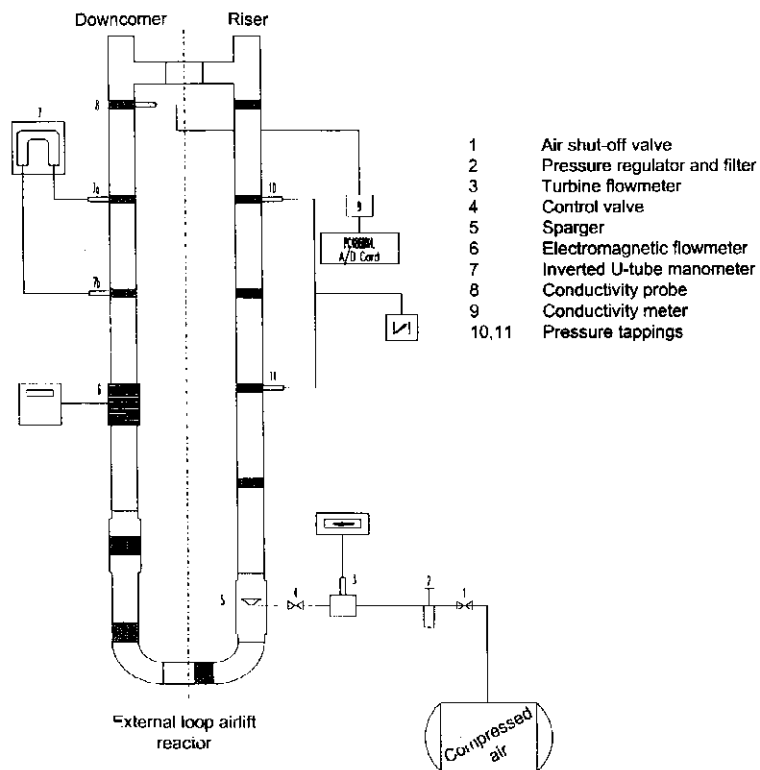 Downcorner Riser
8
7
7a
10
9
A/D Card
7b
11
6
3
2
1
4
5
1 Air shut-off valve
2 Pressure regulator and filter
3 Turbine flowmeter
4 Control valve
5 Sparger
6 Electromagnetic flowmeter
7 Inverted U-tube manometer
8 Conductivity probe
9 Conductivity meter
10,11 Pressure tappings
External loop airlift
reactor
Compressed
air